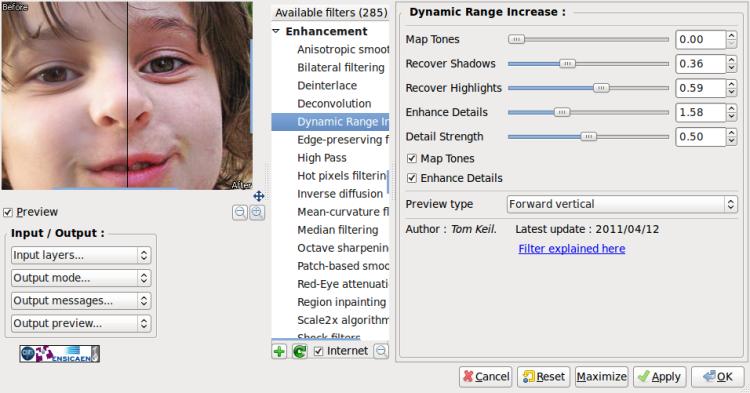 Before
After
Preview
Input / Output :
Input layers...
Output mode...
Output messages...
Output preview...
ENSICAEN
Available filters (285)
Enhancement
Anisotropic smoot
Bilateral filtering
Deinterlace
Deconvolution
Dynamic Range In
Edge-preserving f
High Pass
Hot pixels filterin
Inverse diffusion
Mean-curvature fl
Median filtering
Octave sharpenin
Patch-based smoo
Red-Eye attenuati
Region inpainting
Scale2x algorithm
Shock filters
Internet
Dynamic Range Increase :
Map Tones 0.00
Recover Shadows 0.36
Recover Highlights 0.59
Enhance Details 1.58
Detail Strength 0.50
Map Tones
Enhance Details
Preview type Forward vertical
Author : Tom Keil. Latest update : 2011/04/12
Filter explained here
Cancel Reset Maximize Apply OK